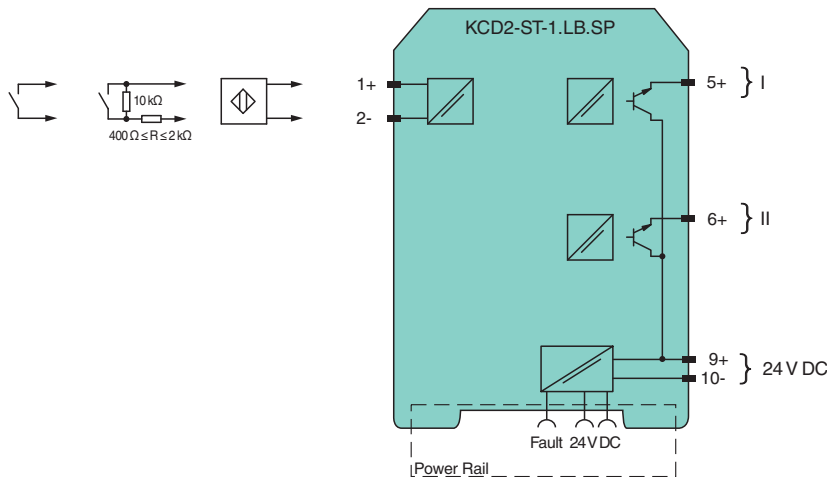 KCD2-ST-1.LB.SP
1+
2-
10 kΩ
400 Ω ≤ R ≤ 2 kΩ
5+ } I
6+ } II
9+
10-
} 24 V DC
Fault 24 V DC
Power Rail